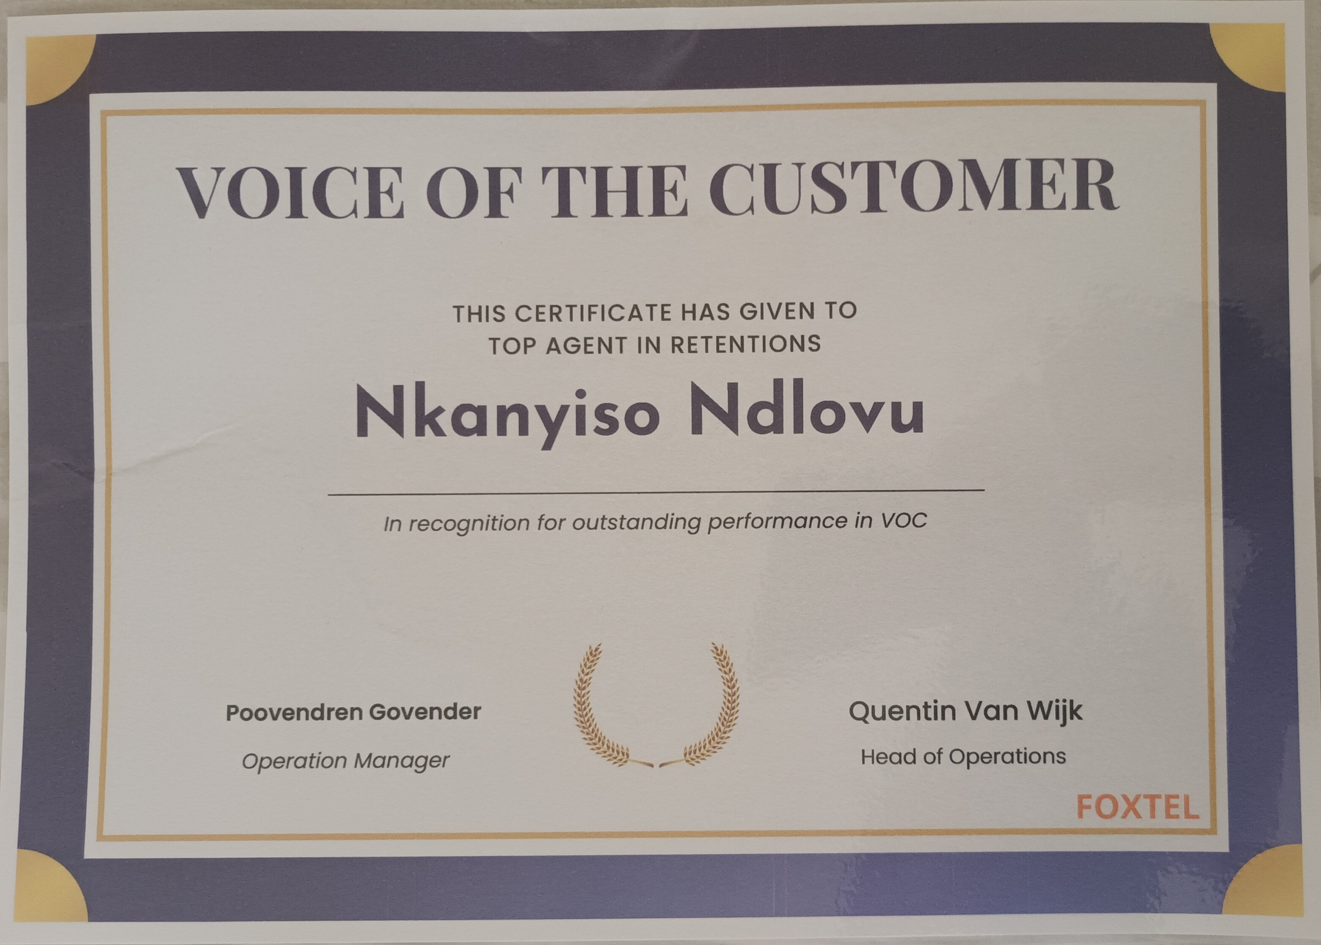 VOICE OF THE CUSTOMER
THIS CERTIFICATE HAS GIVEN TO
TOP AGENT IN RETENTIONS
Nkanyiso Ndlovu
In recognition for outstanding performance in VOC
Poovendren Govender
Operation Manager
Quentin Van Wijk
Head of Operations
FOXTEL